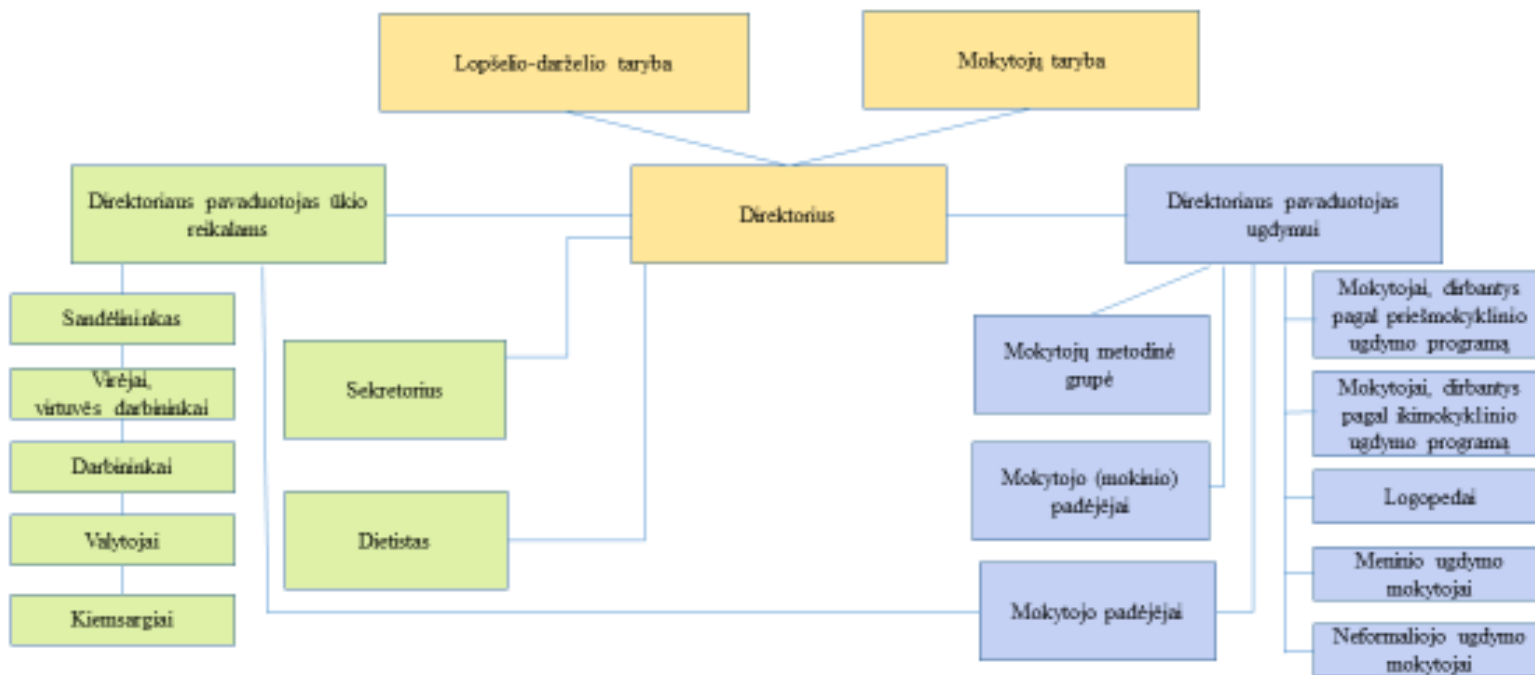 Lopšelio-darželio taryba
Mokytojų taryba
Direktoriaus pavaduotojas ūkio
reikalams
Direktorius
Direktoriaus pavaduotojas
ugdymui
Sandėlininkas
Virėjai,
virtuvės darbininkai
Darbininkai
Valytojai
Kiemsargiai
Sekretorius
Dietistas
Mokytojų metodinė
grupė
Mokytojo (mokinio)
padėjėjai
Mokytojo padėjėjai
Mokytojai, dirbantys
pagal priešmokyklinio
ugdymo programą
Mokytojai, dirbantys
pagal ikimokyklinio
ugdymo programą
Logopedai
Meninio ugdymo
mokytojai
Neformaliojo ugdymo
mokytojai